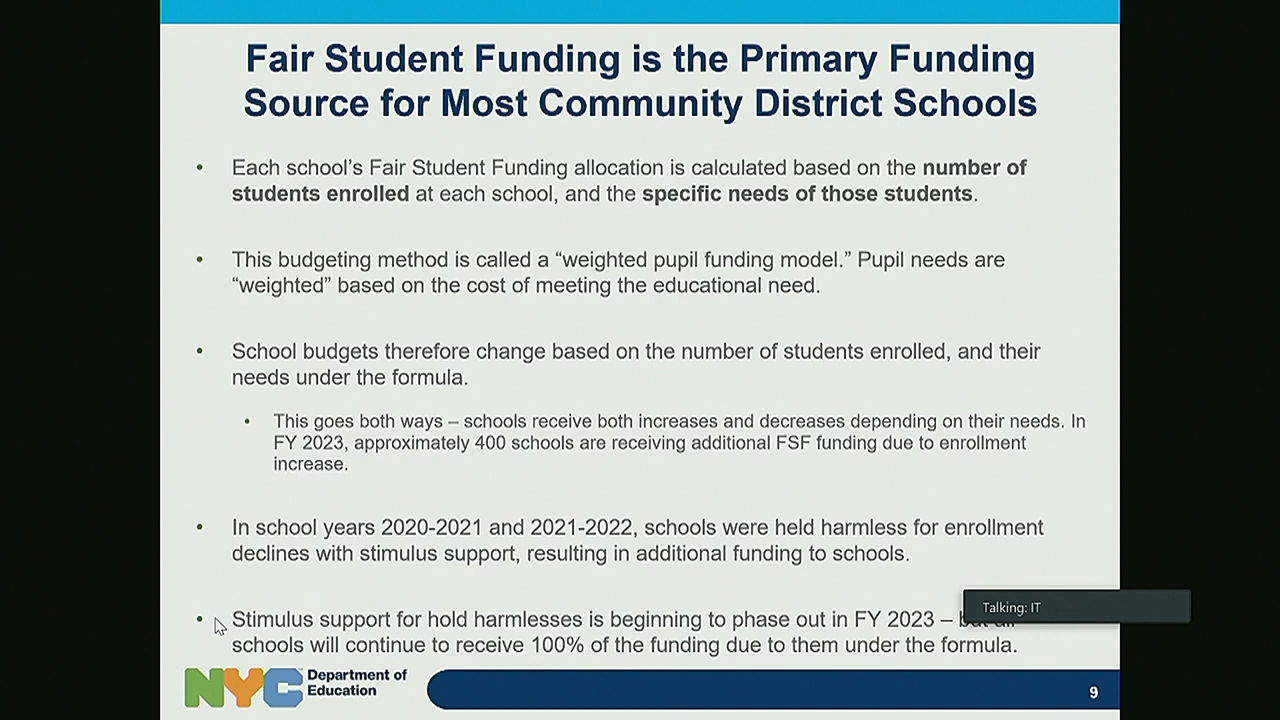 Fair Student Funding is the Primary Funding
Source for Most Community District Schools
• Each school’s Fair Student Funding allocation is calculated based on the number of
students enrolled at each school, and the specific needs of those students.
• This budgeting method is called a “weighted pupil funding model.” Pupil needs are
“weighted” based on the cost of meeting the educational need.
• School budgets therefore change based on the number of students enrolled, and their
needs under the formula.
• This goes both ways – schools receive both increases and decreases depending on their needs. In
FY 2023, approximately 400 schools are receiving additional FSF funding due to enrollment
increase.
• In school years 2020-2021 and 2021-2022, schools were held harmless for enrollment
declines with stimulus support, resulting in additional funding to schools.
Talking: IT
• Stimulus support for hold harmlesses is beginning to phase out in FY 2023 –
schools will continue to receive 100% of the funding due to them under the formula.
NYC Department of
Education
9